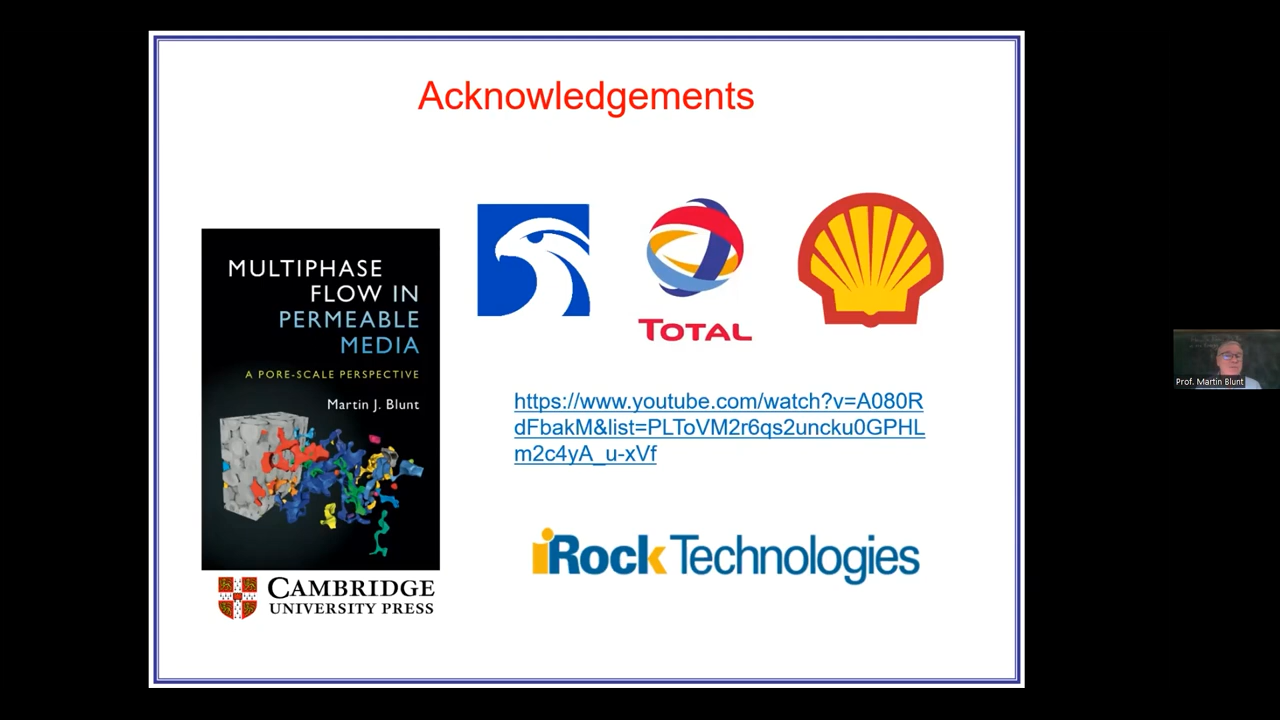 Acknowledgements
MULTIPHASE
FLOW IN
PERMEABLE
MEDIA
A PORE-SCALE PERSPECTIVE
Martin J. Blunt
CAMBRIDGE
UNIVERSITY PRESS
TOTAL
https://www.youtube.com/watch?v=A080R
dFbakM&list=PLToVM2r6qs2uncku0GPHL
m2c4yA_u-xVf
iRock Technologies
Prof. Martin Blunt